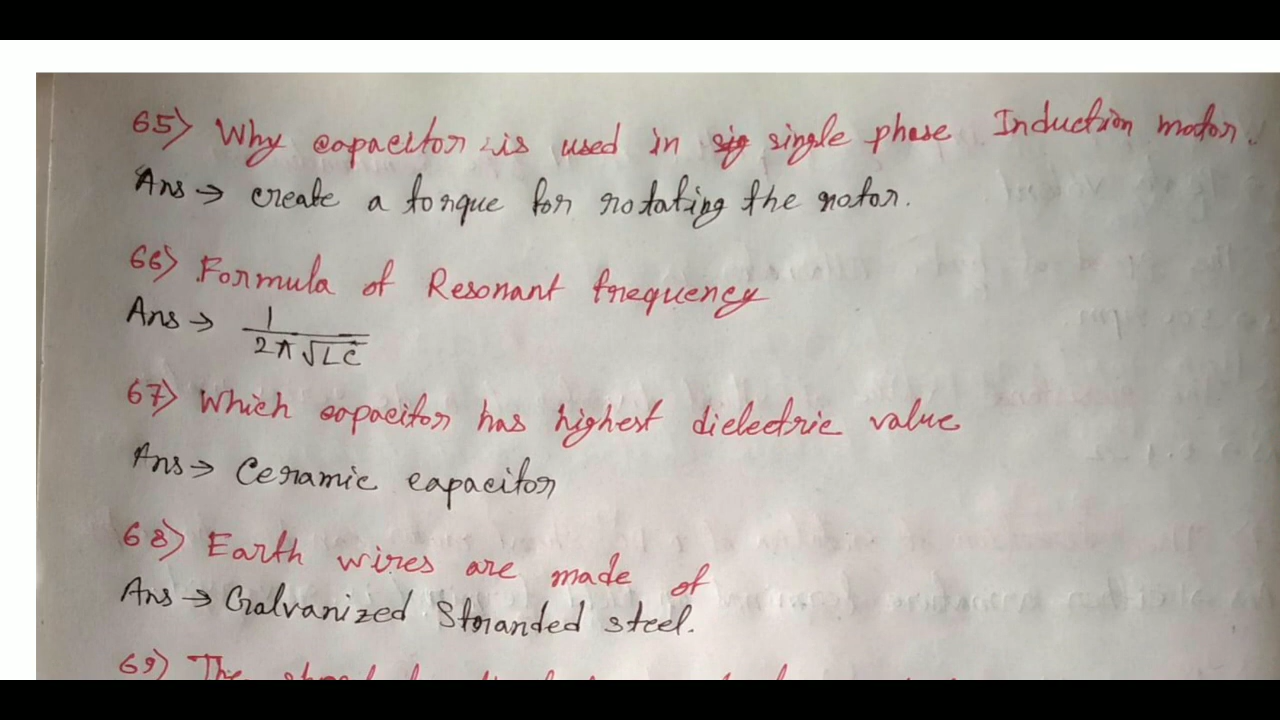 65) Why capacitor is used in single phase Induction motor.
Ans → create a torque for rotating the rotor.
66) Formula of Resonant frequency
Ans → 1/2π√LC
67) Which capacitor has highest dielectric value
Ans → Ceramic capacitor
68) Earth wires are made of
Ans → Galvanized Stranded steel.
69) The